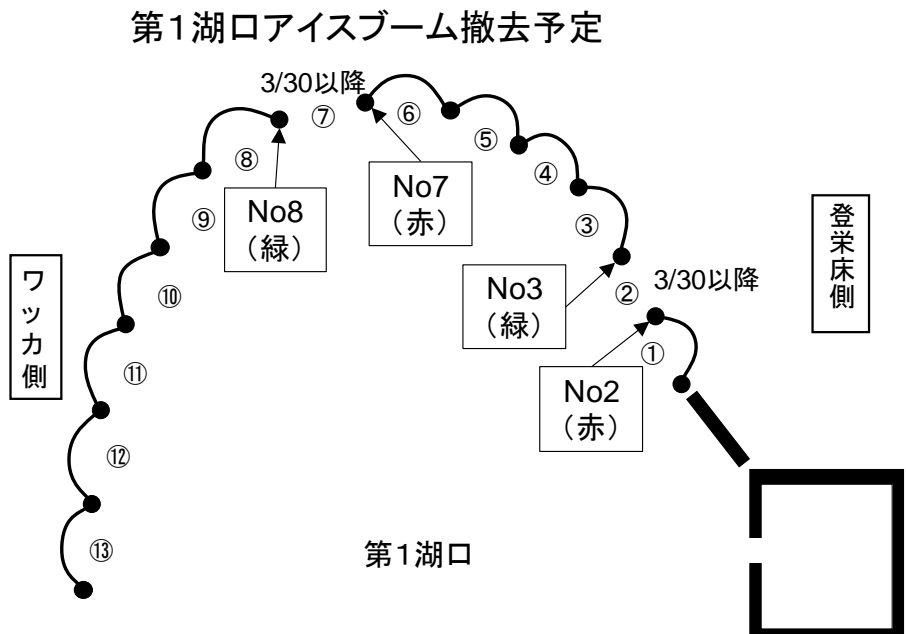 第1湖口アイスブーム撤去予定
3/30以降
⑦
⑥
⑤
⑧
④
No7
（赤）
No8
（緑）
⑨
③
登栄床側
ワッカ側
No3
（緑）
②
3/30以降
⑩
①
⑪
No2
（赤）
⑫
⑬
第1湖口